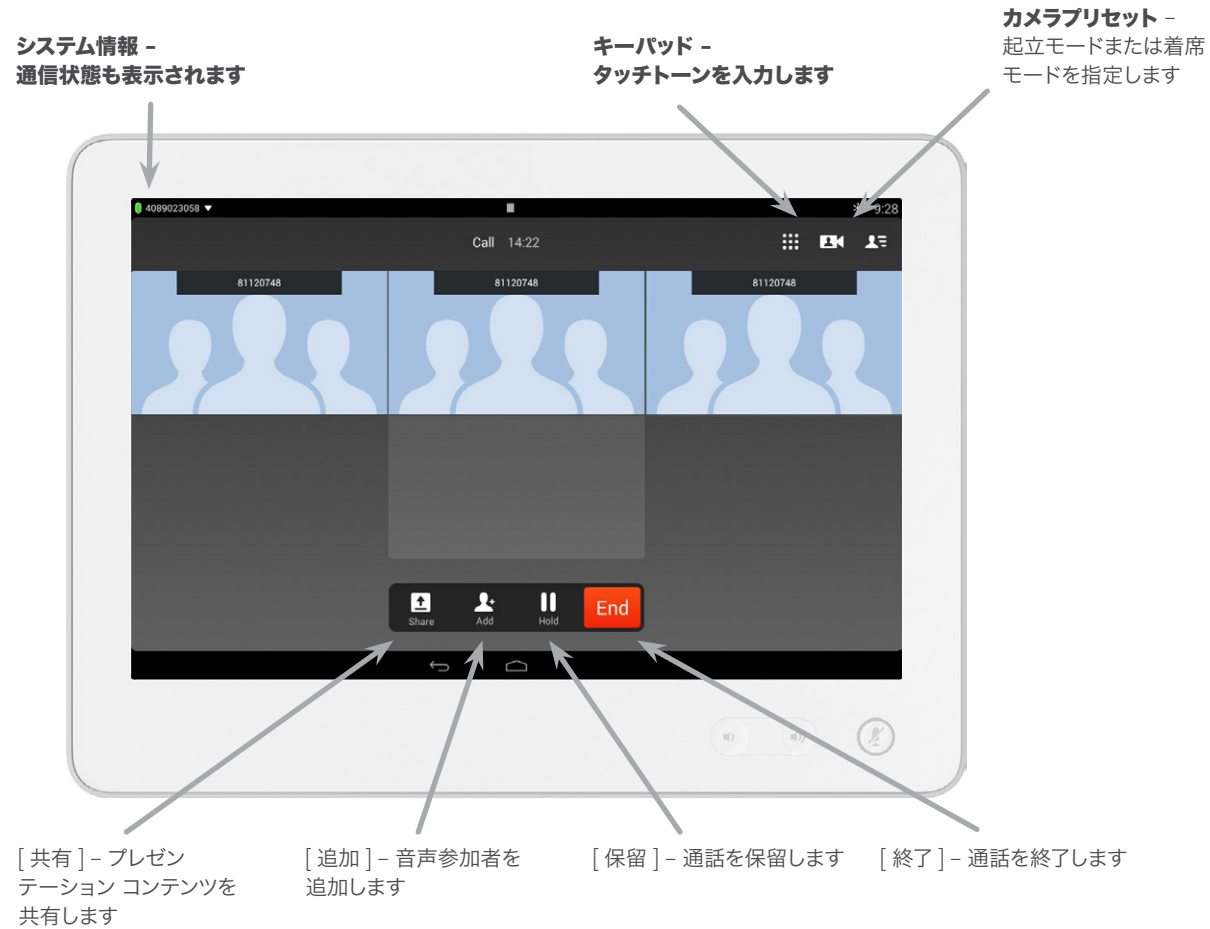 カメラプリセット –
起立モードまたは着席
モードを指定します
システム情報 –
通信状態も表示されます
キーパッド –
タッチトーンを入力します
4089023058
9:28
Call 14:22
81120748
81120748
81120748
Share
Add
Hold
End
[ 共有 ] – プレゼン
テーション コンテンツを
共有します
[ 追加 ] – 音声参加者を
追加します
[ 保留 ] – 通話を保留します
[ 終了 ] – 通話を終了します